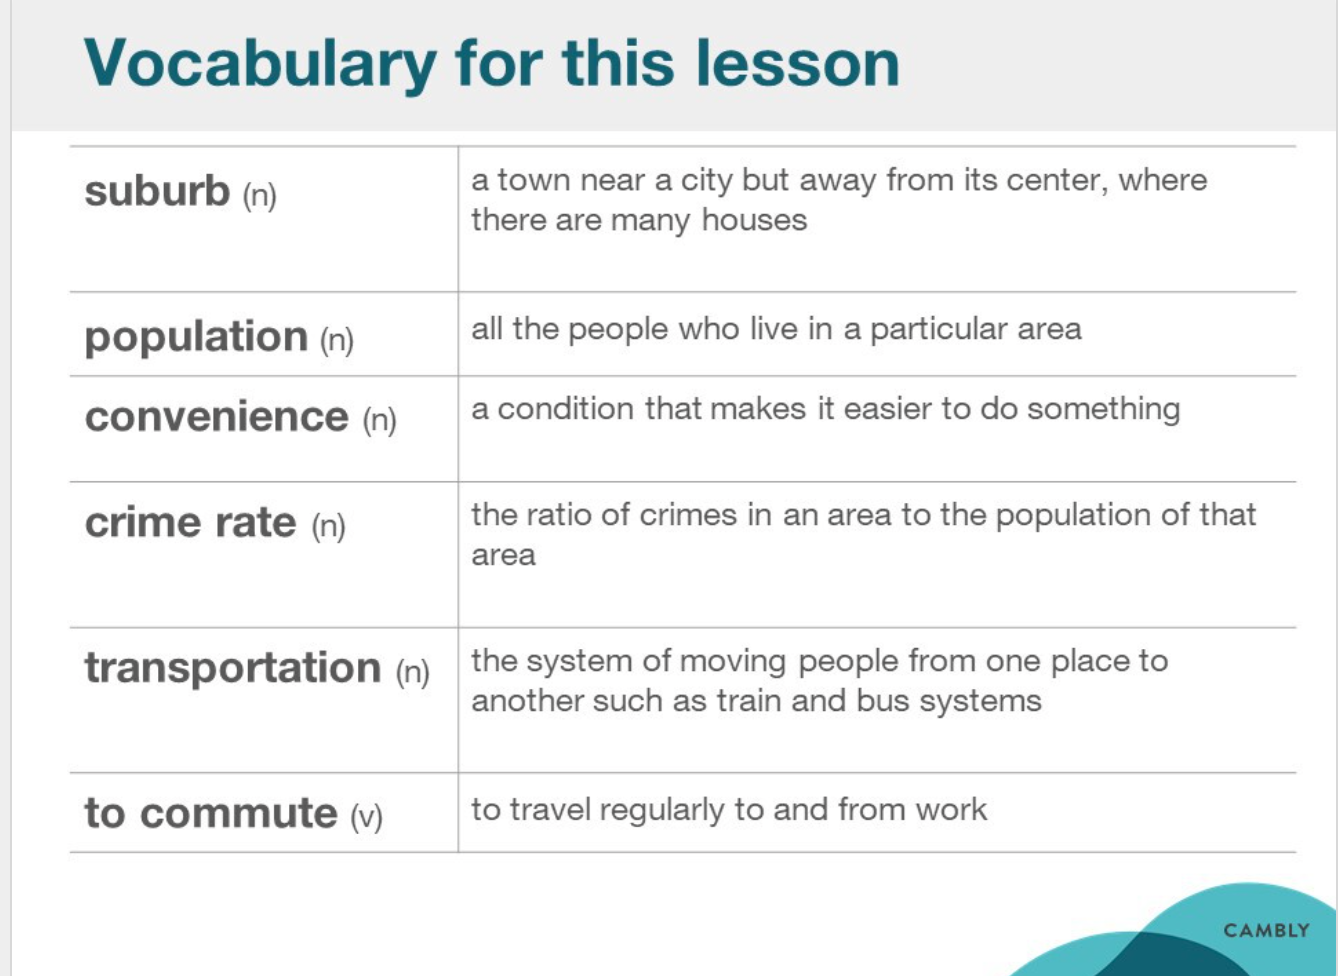 Vocabulary for this lesson
suburb (n)
a town near a city but away from its center, where
there are many houses
population (n)
all the people who live in a particular area
convenience (n)
a condition that makes it easier to do something
crime rate (n)
the ratio of crimes in an area to the population of that
area
transportation (n)
the system of moving people from one place to
another such as train and bus systems
to commute (v)
to travel regularly to and from work
CAMBLY